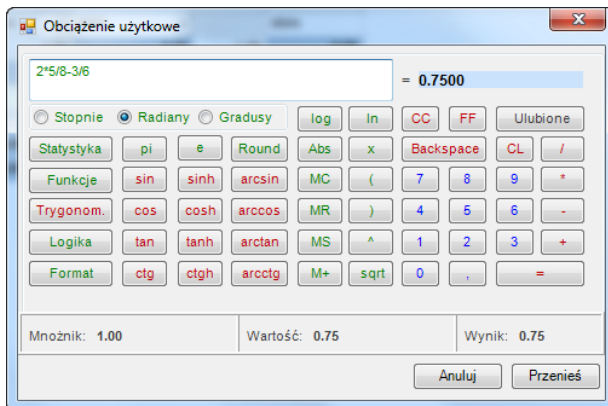 Obciążenie użytkowe
2*5/8-3/6
= 0.7500
Stopnie Radiany Gradusy log ln CC FF Ulubione
Statystyka pi e Round Abs x Backspace CL /
Funkcje sin sinh arcsin MC ( 7 8 9 *
Trygonom. cos cosh arccos MR ) 4 5 6 -
Logika tan tanh arctan MS ^ 1 2 3 +
Format ctg ctgh arcctg M+ sqrt 0 , =
Mnożnik: 1.00 Wartość: 0.75 Wynik: 0.75
Anuluj Przenieś